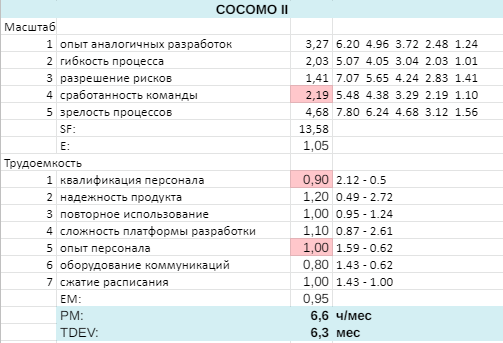 COCOMO II
Масштаб
1 опыт аналогичных разработок 3,27 6.20 4.96 3.72 2.48 1.24
2 гибкость процесса 2,03 5.07 4.05 3.04 2.03 1.01
3 разрешение рисков 1,41 7.07 5.65 4.24 2.83 1.41
4 сработанность команды 2,19 5.48 4.38 3.29 2.19 1.10
5 зрелость процессов 4,68 7.80 6.24 4.68 3.12 1.56
SF: 13,58
E: 1,05
Трудоемкость
1 квалификация персонала 0,90 2.12 - 0.5
2 надежность продукта 1,20 0.49 - 2.72
3 повторное использование 1,00 0.95 - 1.24
4 сложность платформы разработки 1,10 0.87 - 2.61
5 опыт персонала 1,00 1.59 - 0.62
6 оборудование коммуникаций 0,80 1.43 - 0.62
7 сжатие расписания 1,00 1.43 - 1.00
EM: 0,95
PM: 6,6 ч/мес
TDEV: 6,3 мес